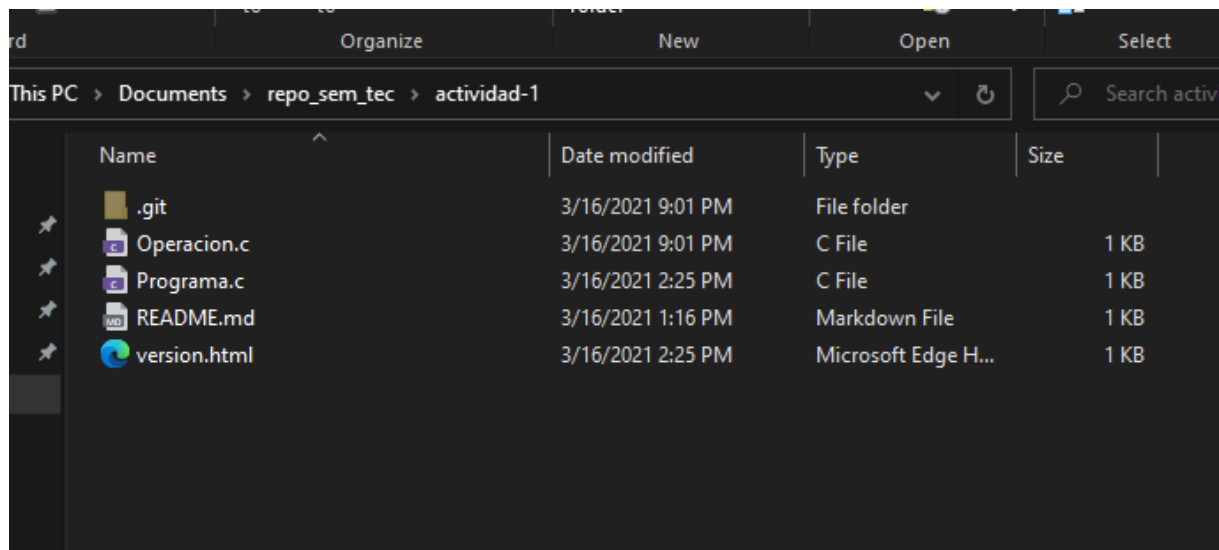 rd Organize New Open Select
This PC > Documents > repo_sem_tec > actividad-1 Search activ
Name Date modified Type Size
.git 3/16/2021 9:01 PM File folder
Operacion.c 3/16/2021 9:01 PM C File 1 KB
Programa.c 3/16/2021 2:25 PM C File 1 KB
README.md 3/16/2021 1:16 PM Markdown File 1 KB
version.html 3/16/2021 2:25 PM Microsoft Edge H... 1 KB